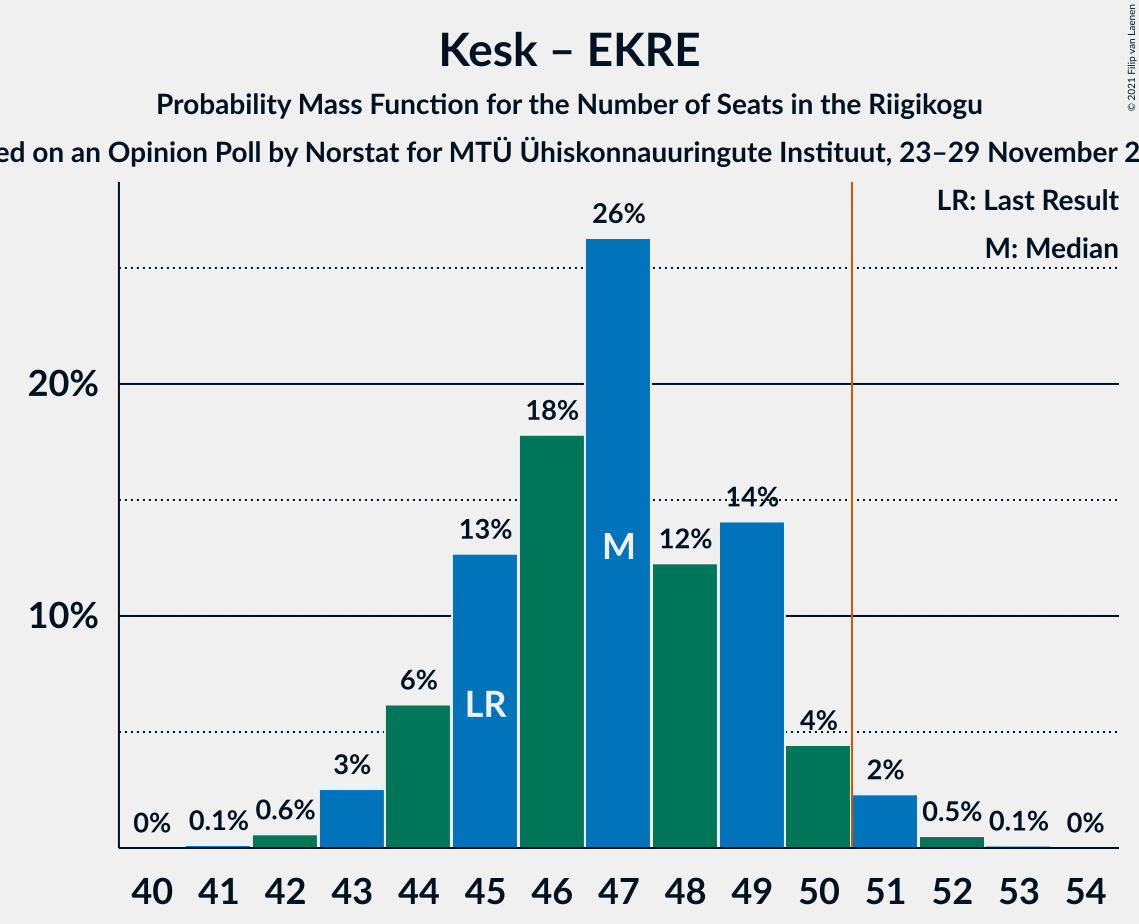 Kesk – EKRE
Probability Mass Function for the Number of Seats in the Riigikogu
ed on an Opinion Poll by Norstat for MTÜ Ühiskonnauuringute Instituut, 23–29 November 2
© 2021 Filip van Laenen
LR: Last Result
M: Median
20%
10%
0%
0.1%
0.6%
3%
6%
13%
18%
26%
12%
14%
4%
2%
0.5%
0.1%
0%
LR
M
40 41 42 43 44 45 46 47 48 49 50 51 52 53 54